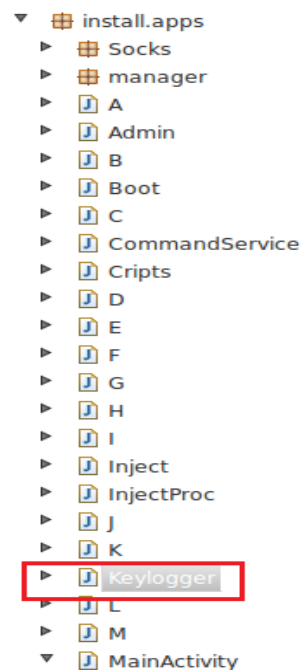 install.apps
Socks
manager
A
Admin
B
Boot
C
CommandService
Cripts
D
E
F
G
H
I
Inject
InjectProc
J
K
Keylogger
L
M
MainActivity